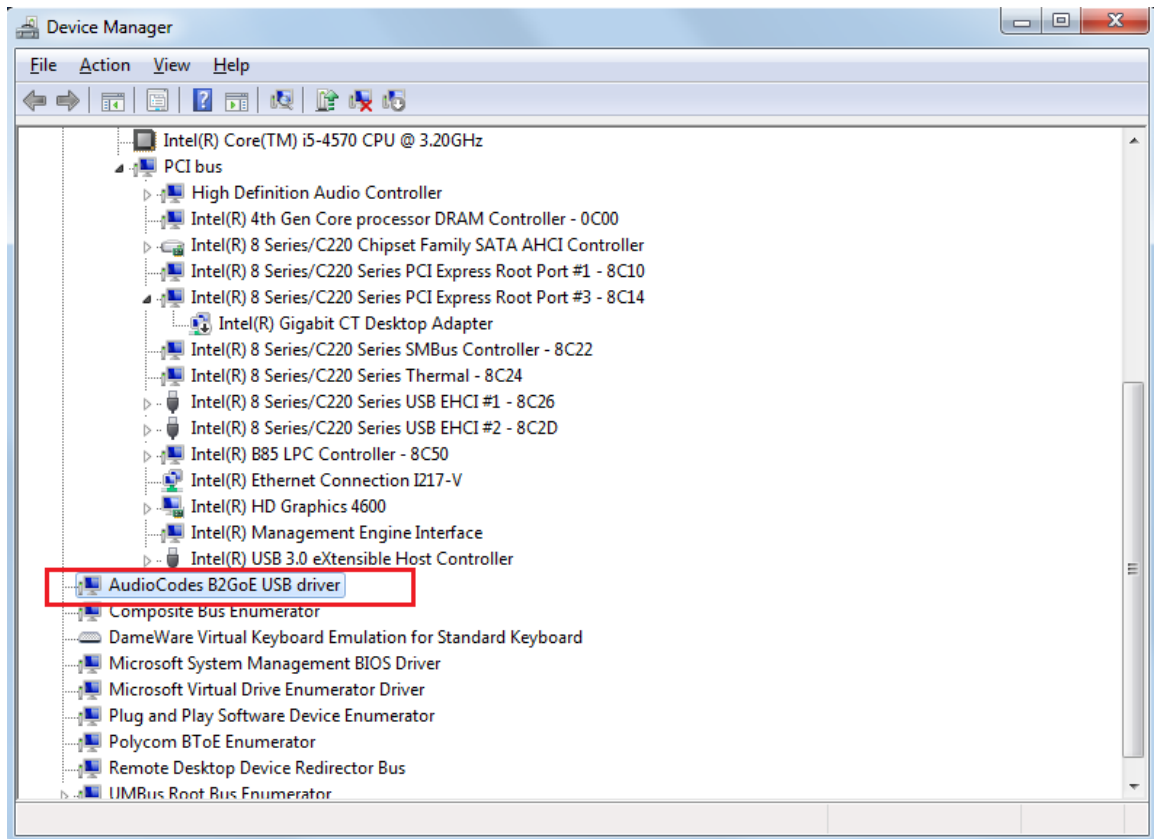 Device Manager
File Action View Help
Intel(R) Core(TM) i5-4570 CPU @ 3.20GHz
PCI bus
High Definition Audio Controller
Intel(R) 4th Gen Core processor DRAM Controller - 0C00
Intel(R) 8 Series/C220 Chipset Family SATA AHCI Controller
Intel(R) 8 Series/C220 Series PCI Express Root Port #1 - 8C10
Intel(R) 8 Series/C220 Series PCI Express Root Port #3 - 8C14
Intel(R) Gigabit CT Desktop Adapter
Intel(R) 8 Series/C220 Series SMBus Controller - 8C22
Intel(R) 8 Series/C220 Series Thermal - 8C24
Intel(R) 8 Series/C220 Series USB EHCI #1 - 8C26
Intel(R) 8 Series/C220 Series USB EHCI #2 - 8C2D
Intel(R) B85 LPC Controller - 8C50
Intel(R) Ethernet Connection I217-V
Intel(R) HD Graphics 4600
Intel(R) Management Engine Interface
Intel(R) USB 3.0 eXtensible Host Controller
AudioCodes B2GoE USB driver
Composite Bus Enumerator
DameWare Virtual Keyboard Emulation for Standard Keyboard
Microsoft System Management BIOS Driver
Microsoft Virtual Drive Enumerator Driver
Plug and Play Software Device Enumerator
Polycom BToE Enumerator
Remote Desktop Device Redirector Bus
UMBus Root Bus Enumerator